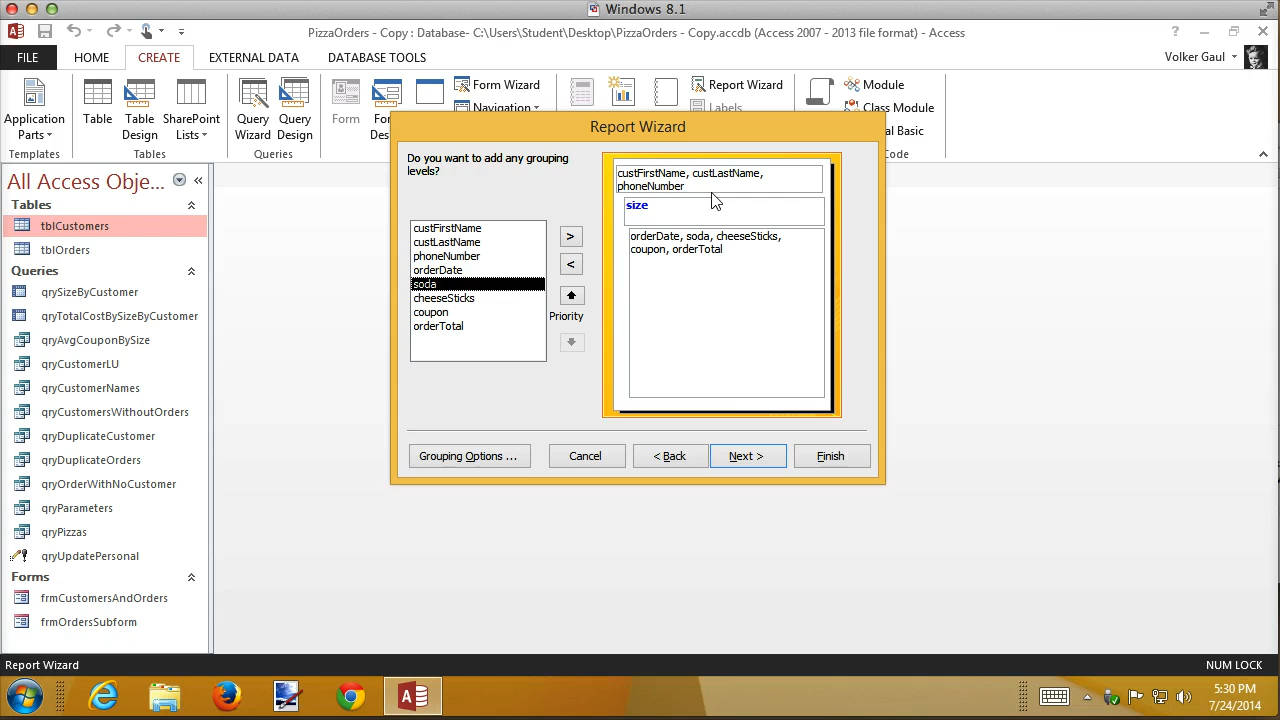 Windows 8.1
PizzaOrders - Copy : Database- C:\Users\Student\Desktop\PizzaOrders - Copy.accdb (Access 2007 - 2013 file format) - Access
FILE HOME CREATE EXTERNAL DATA DATABASE TOOLS Volker Gaul
Application Parts
Table
Table Design
SharePoint Lists
Query Wizard
Query Design
Form
Form Wizard
Navigation
Report Wizard
Labels
Module
Class Module
Templates Tables Queries
Report Wizard
All Access Obje...
Tables
tblCustomers
tblOrders
Queries
qrySizeByCustomer
qryTotalCostBySizeByCustomer
qryAvgCouponBySize
qryCustomerLU
qryCustomerNames
qryCustomersWithoutOrders
qryDuplicateCustomer
qryDuplicateOrders
qryOrderWithNoCustomer
qryParameters
qryPizzas
qryUpdatePersonal
Forms
frmCustomersAndOrders
frmOrdersSubform
Do you want to add any grouping
levels?
custFirstName
custLastName
phoneNumber
orderDate
soda
cheeseSticks
coupon
orderTotal
>
<
Priority
custFirstName, custLastName,
phoneNumber
size
orderDate, soda, cheeseSticks,
coupon, orderTotal
Grouping Options ... Cancel < Back Next > Finish
Report Wizard NUM LOCK
5:30 PM
7/24/2014